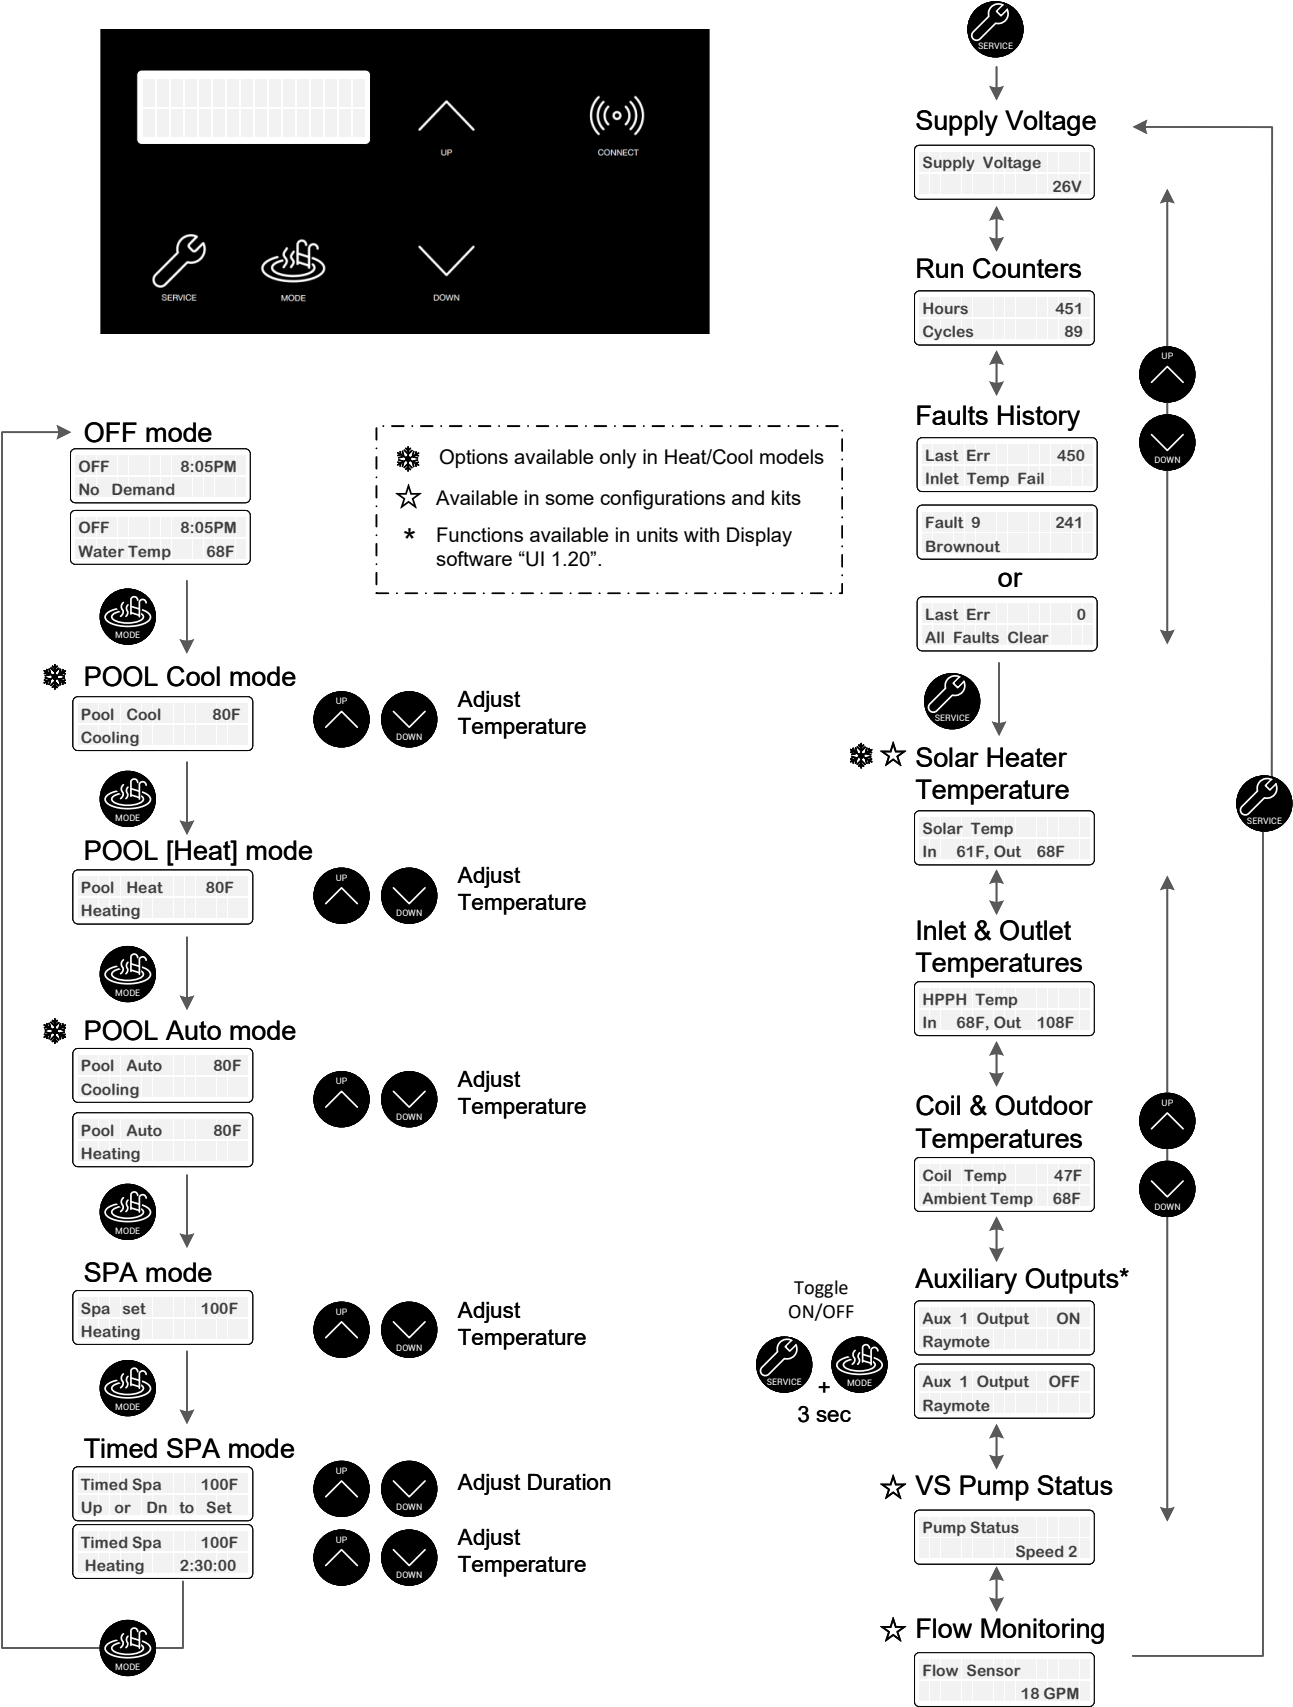 UP
CONNECT
SERVICE
MODE
DOWN
OFF mode
OFF 8:05PM
No Demand
OFF 8:05PM
Water Temp 68F
MODE
❄ POOL Cool mode
Pool Cool 80F
Cooling
UP
DOWN
Adjust
Temperature
MODE
POOL [Heat] mode
Pool Heat 80F
Heating
UP
DOWN
Adjust
Temperature
MODE
❄ POOL Auto mode
Pool Auto 80F
Cooling
Pool Auto 80F
Heating
UP
DOWN
Adjust
Temperature
MODE
SPA mode
Spa set 100F
Heating
UP
DOWN
Adjust
Temperature
MODE
Timed SPA mode
Timed Spa 100F
Up or Dn to Set
UP
DOWN
Adjust Duration
Timed Spa 100F
Heating 2:30:00
UP
DOWN
Adjust
Temperature
MODE
❄ Options available only in Heat/Cool models
☆ Available in some configurations and kits
* Functions available in units with Display
software “UI 1.20”.
SERVICE
Supply Voltage
Supply Voltage
26V
Run Counters
Hours 451
Cycles 89
UP
DOWN
Faults History
Last Err 450
Inlet Temp Fail
Fault 9 241
Brownout
or
Last Err 0
All Faults Clear
SERVICE
❄ ☆ Solar Heater
Temperature
Solar Temp
In 61F, Out 68F
SERVICE
Inlet & Outlet
Temperatures
HPPH Temp
In 68F, Out 108F
Coil & Outdoor
Temperatures
Coil Temp 47F
Ambient Temp 68F
UP
DOWN
Auxiliary Outputs*
Aux 1 Output ON
Raymote
Aux 1 Output OFF
Raymote
Toggle
ON/OFF
SERVICE + MODE
3 sec
☆ VS Pump Status
Pump Status
Speed 2
☆ Flow Monitoring
Flow Sensor
18 GPM